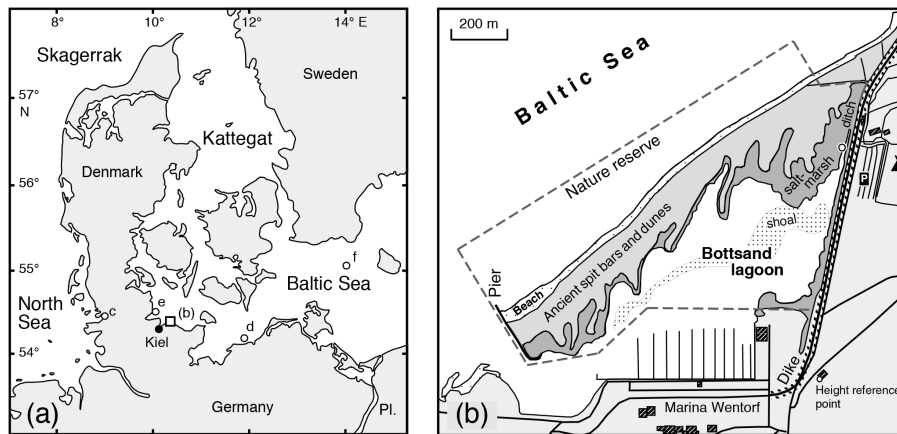 8°
10°
12°
14° E
Skagerrak
Sweden
57°
N
Kattegat
Denmark
56°
f
55°
Baltic Sea
North
Sea
e
(b)
c
d
Kiel
54°
Germany
Pl.
(a)
200 m
Baltic Sea
Nature reserve
ditch
salt-
marsh
P
shoal
Ancient spit bars and dunes
Bottsand
lagoon
Pier
Beach
Dike
Height reference
point
Marina Wentorf
(b)